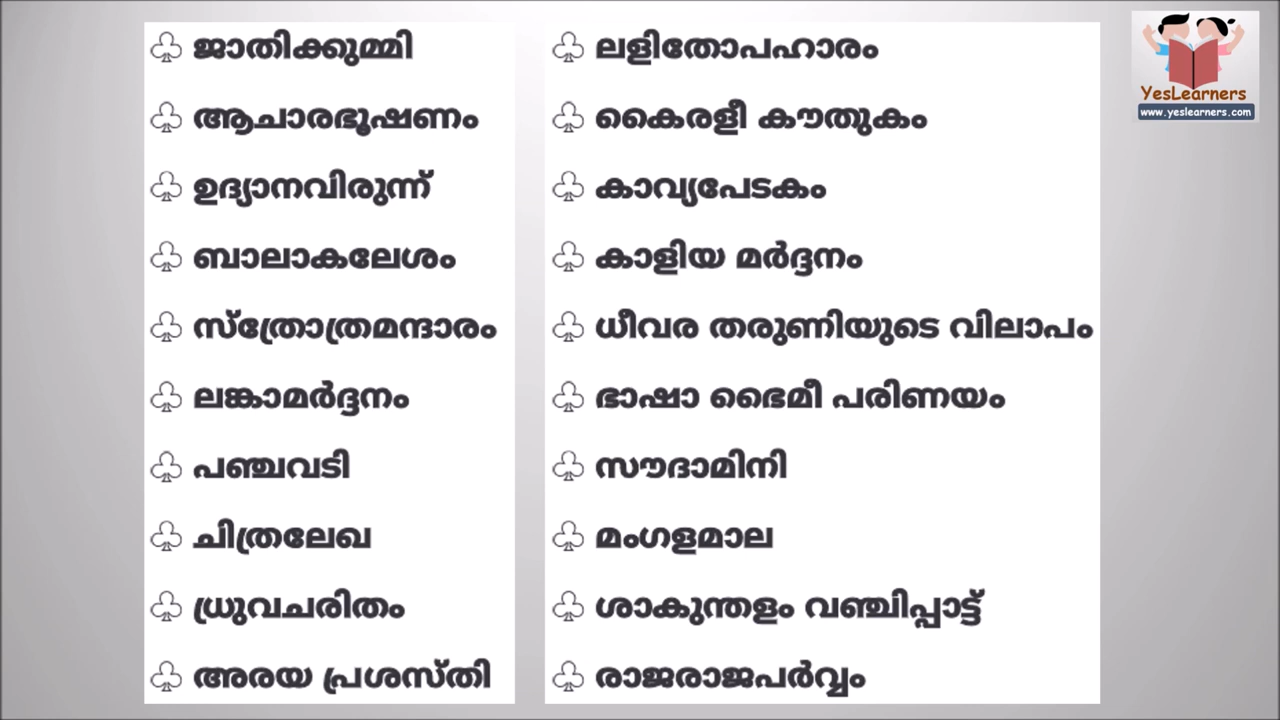 ജാതിക്കുമ്മി
ആചാരഭൂഷണം
ഉദ്യാനവിരുന്ന്
ബാലാകലേശം
സ്ത്രോത്രമന്ദാരം
ലങ്കാമർദ്ദനം
പഞ്ചവടി
ചിത്രലേഖ
ധ്രുവചരിതം
അരയ പ്രശസ്തി
ലളിതോപഹാരം
കൈരളീ കൗതുകം
കാവ്യപേടകം
കാളിയ മർദ്ദനം
ധീവര തരുണിയുടെ വിലാപം
ഭാഷാ ഭൈമീ പരിണയം
സൗദാമിനി
മംഗളമാല
ശാകുന്തളം വഞ്ചിപ്പാട്ട്
രാജരാജപർവ്വം
YesLearners
www.yeslearners.com